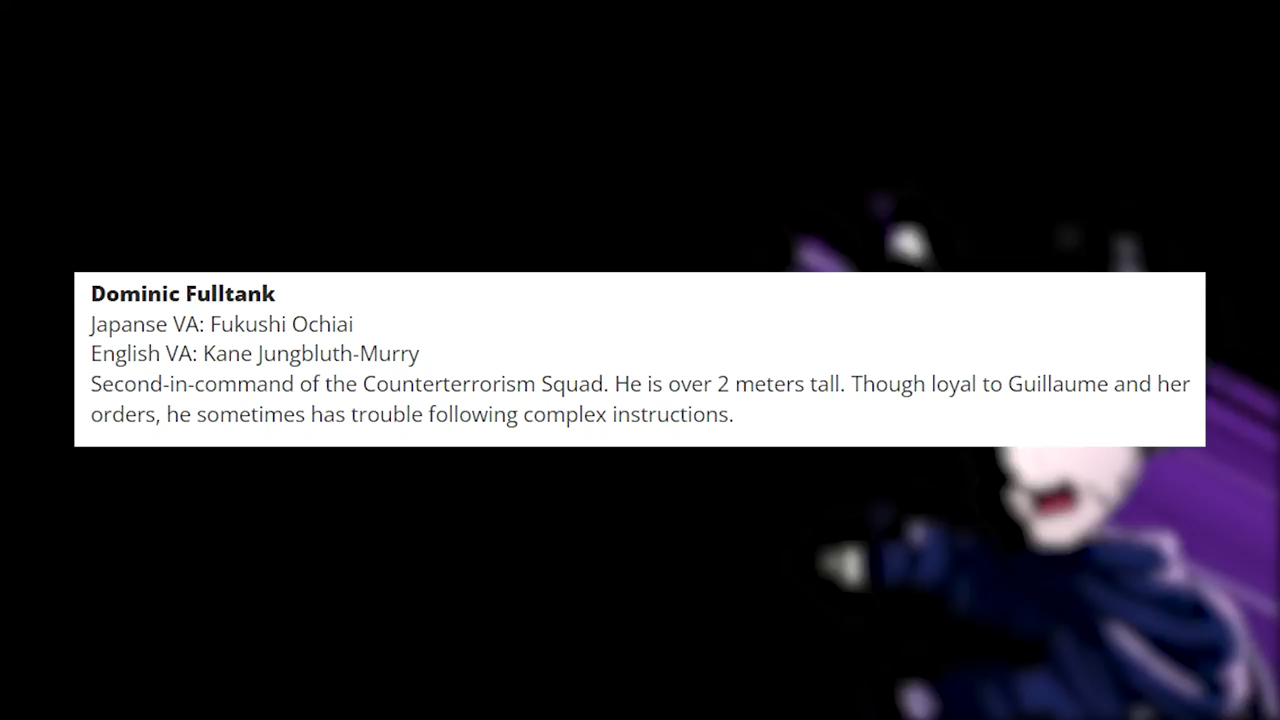 Dominic Fulltank
Japanse VA: Fukushi Ochiai
English VA: Kane Jungbluth-Murry
Second-in-command of the Counterterrorism Squad. He is over 2 meters tall. Though loyal to Guillaume and her
orders, he sometimes has trouble following complex instructions.